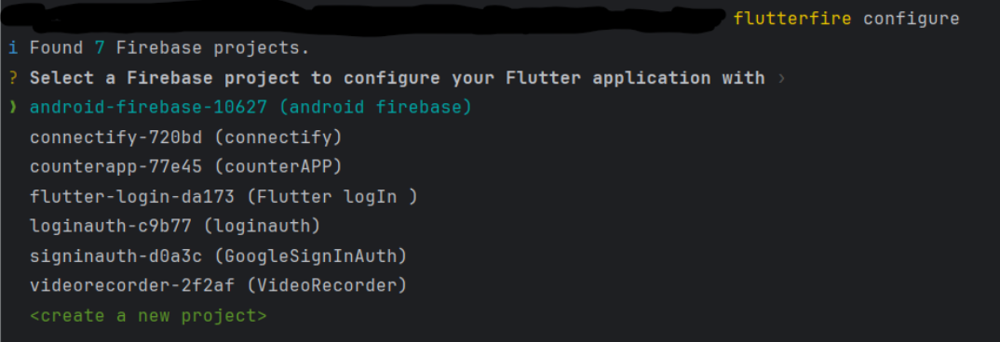 flutterfire configure
i Found 7 Firebase projects.
? Select a Firebase project to configure your Flutter application with ›
❯ android-firebase-10627 (android firebase)
connectify-720bd (connectify)
counterapp-77e45 (counterAPP)
flutter-login-da173 (Flutter logIn )
loginauth-c9b77 (loginauth)
signinauth-d0a3c (GoogleSignInAuth)
videorecorder-2f2af (VideoRecorder)
<create a new project>